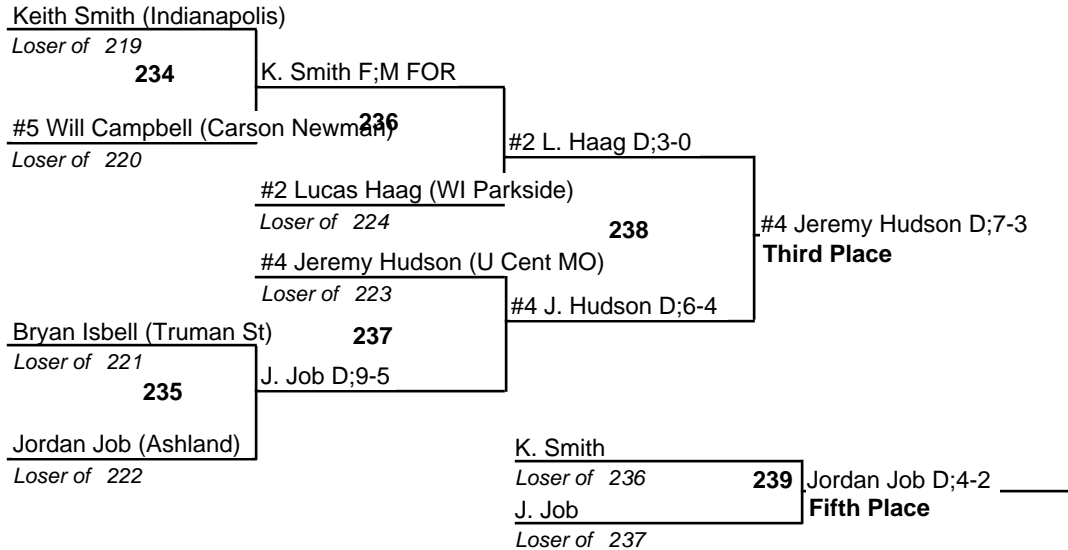 Keith Smith (Indianapolis)
Loser of 219
234
K. Smith F;M FOR
#5 Will Campbell (Carson Newman)
236
Loser of 220
#2 L. Haag D;3-0
#2 Lucas Haag (WI Parkside)
Loser of 224
238
#4 Jeremy Hudson D;7-3
Third Place
#4 Jeremy Hudson (U Cent MO)
Loser of 223
#4 J. Hudson D;6-4
Bryan Isbell (Truman St)
237
Loser of 221
235
J. Job D;9-5
Jordan Job (Ashland)
Loser of 222
K. Smith
Loser of 236
239
Jordan Job D;4-2
Fifth Place
J. Job
Loser of 237